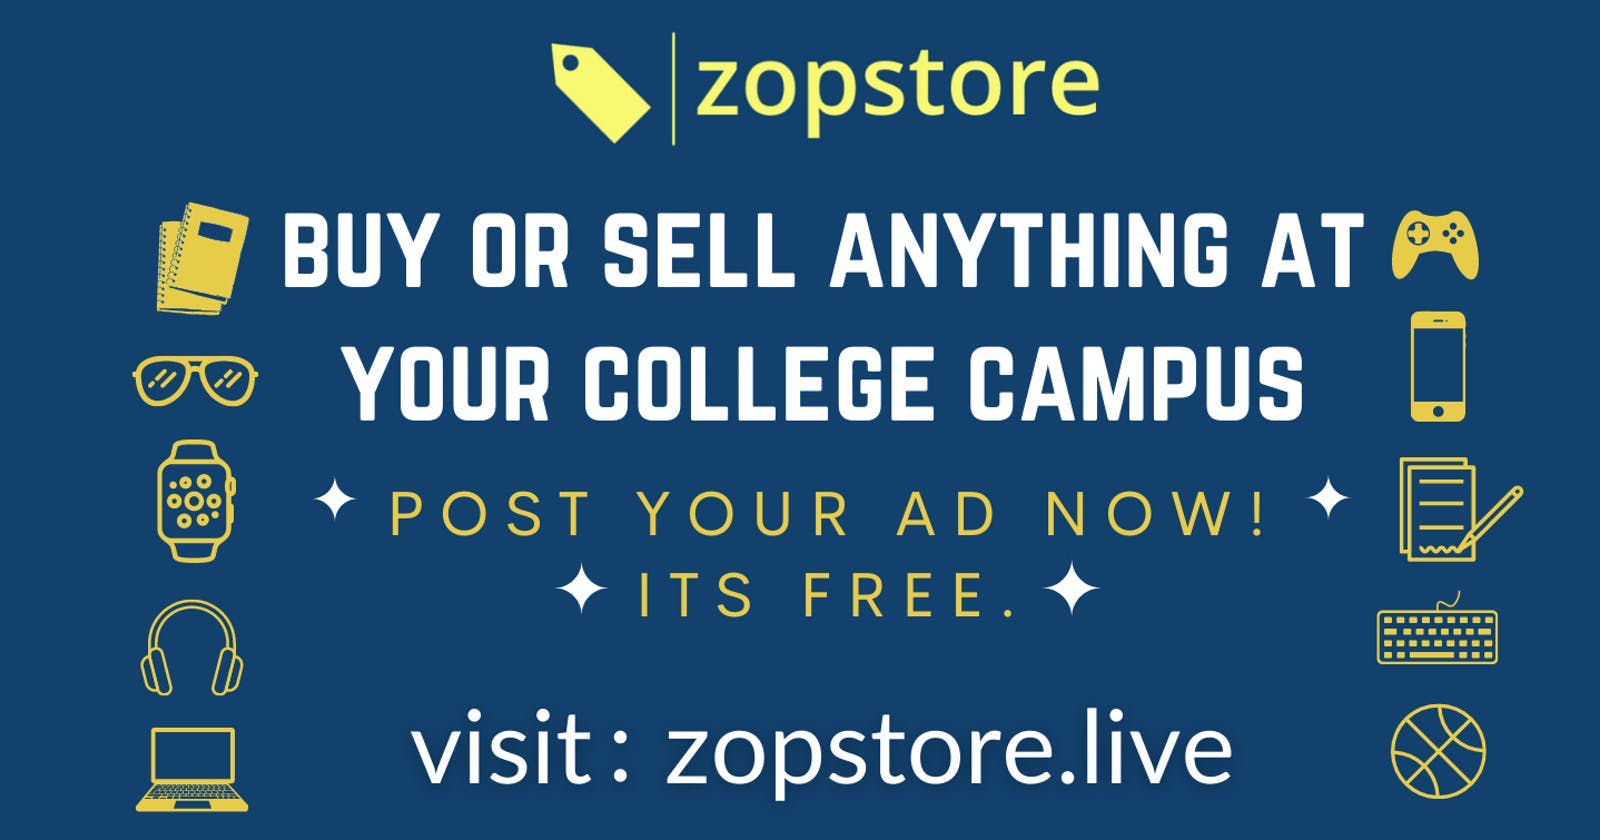 zopstore
BUY OR SELL ANYTHING AT
YOUR COLLEGE CAMPUS
POST YOUR AD NOW!
ITS FREE.
visit: zopstore.live